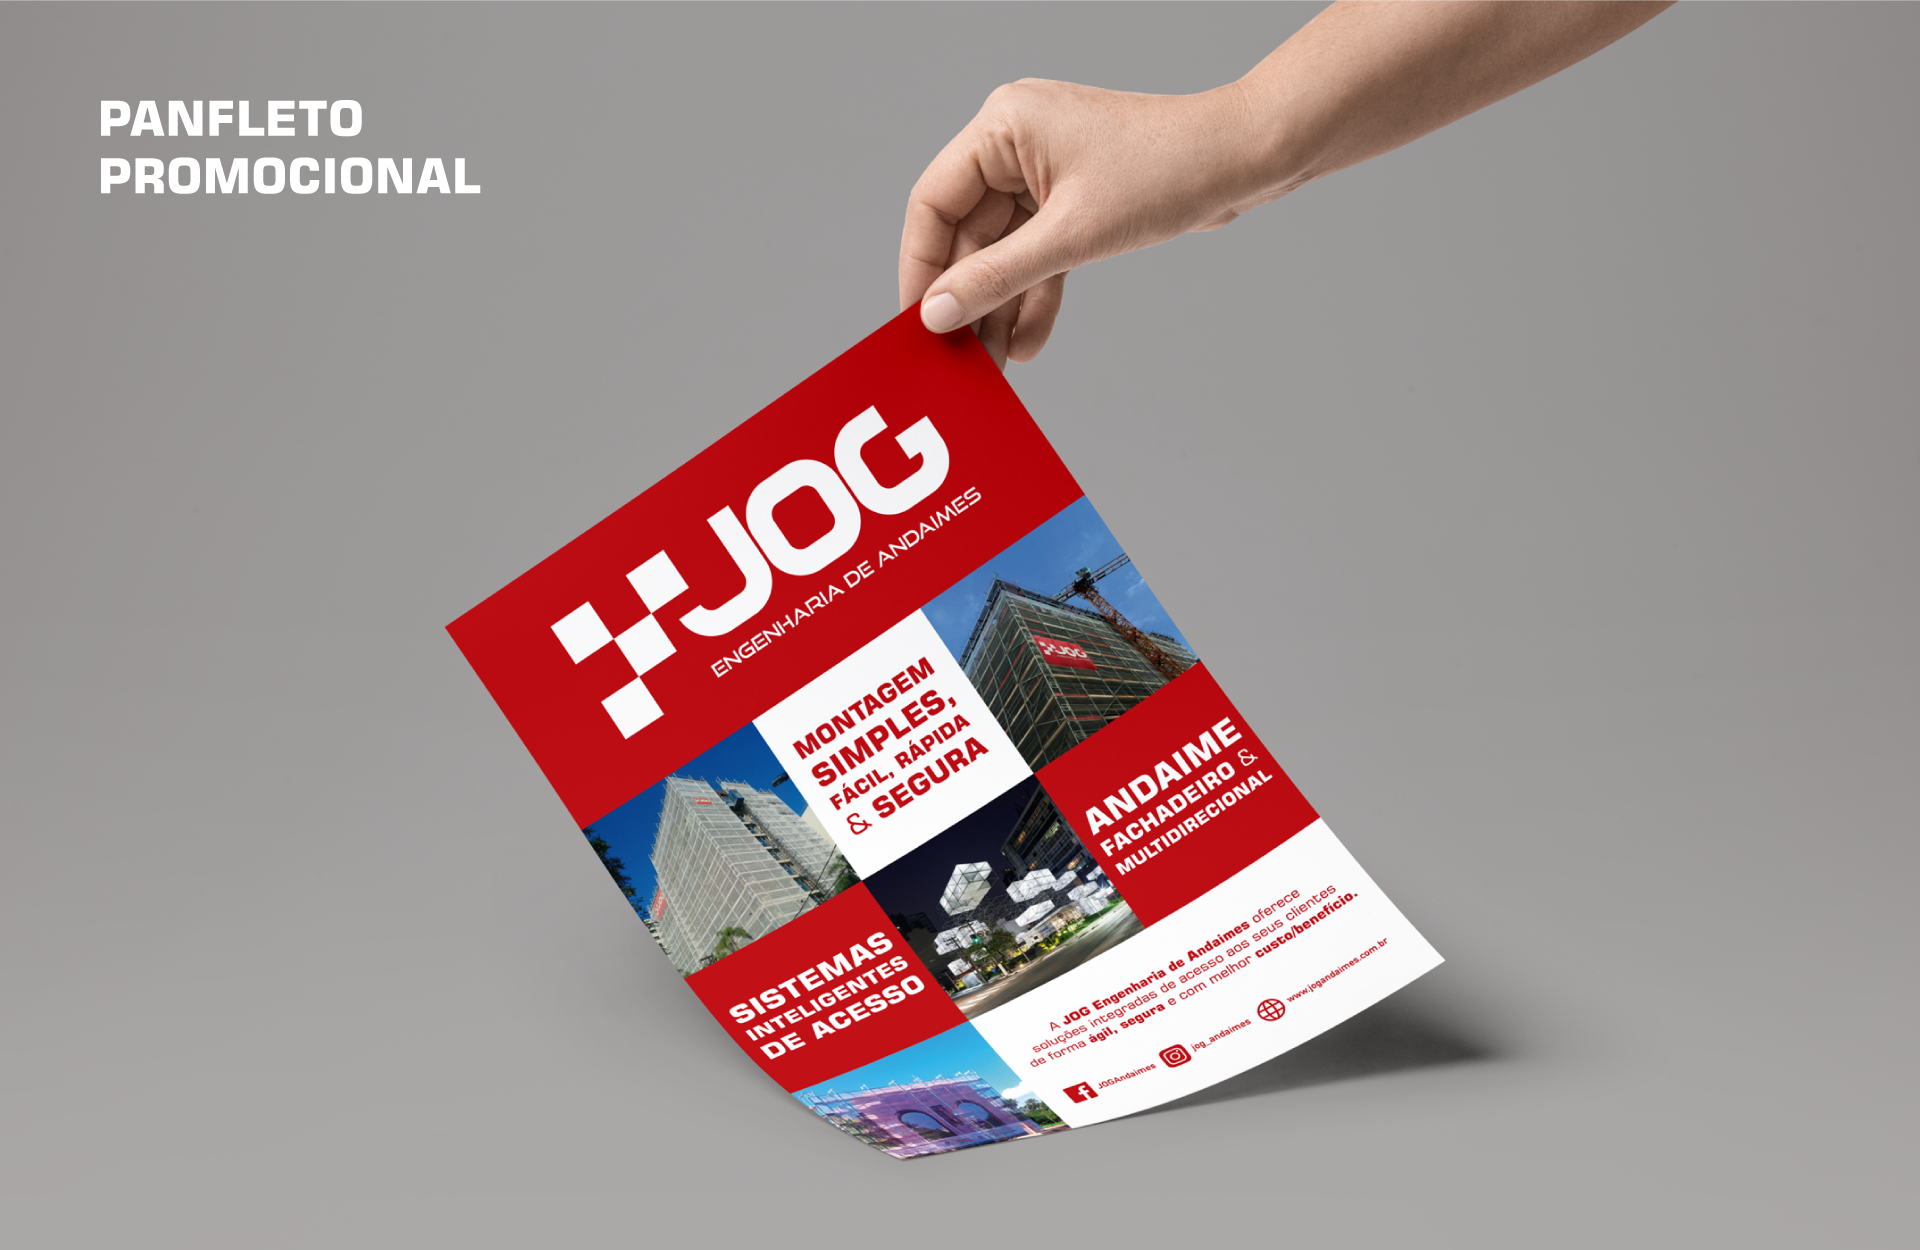 PANFLETO
PROMOCIONAL
JOG
ENGENHARIA DE ANDAIMES
MONTAGEM
SIMPLES,
FÁCIL, RÁPIDA
& SEGURA
JOG
ANDAIME
FACHADEIRO &
MULTIDIRECIONAL
SISTEMAS
INTELIGENTES
DE ACESSO
A JOG Engenharia de Andaimes oferece
soluções integradas de acesso aos seus clientes
de forma ágil, segura e com melhor custo/benefício.
JOGAndaimes
jog_andaimes
www.jogandaimes.com.br